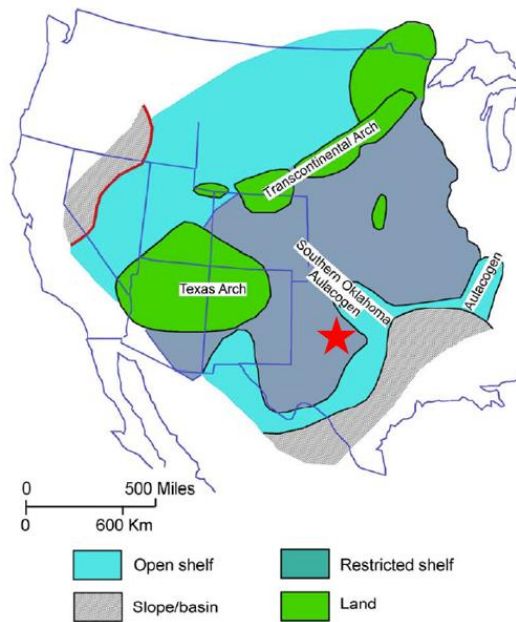 Transcontinental Arch
Texas Arch
Southern Oklahoma
Aulacogen
Aulacogen
0 500 Miles
0 600 Km
Open shelf
Restricted shelf
Slope/basin
Land